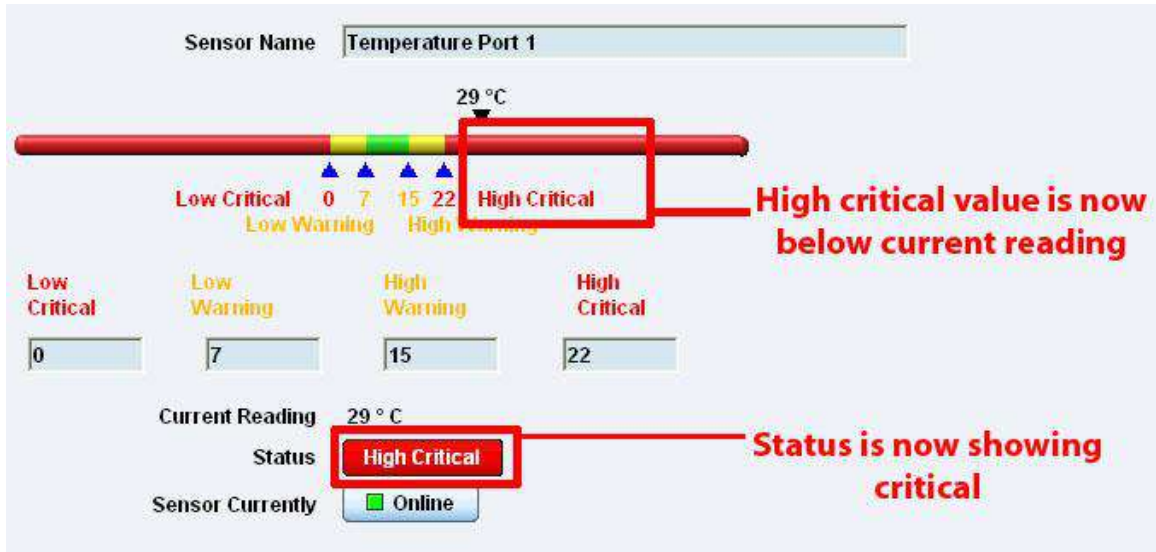 Sensor Name Temperature Port 1
29 °C
Low Critical 0 7 15 22 High Critical
Low Warning High Warning
High critical value is now
below current reading
Low Critical
Low Warning
High Warning
High Critical
0 7 15 22
Current Reading 29 ° C
Status High Critical
Status is now showing
critical
Sensor Currently Online